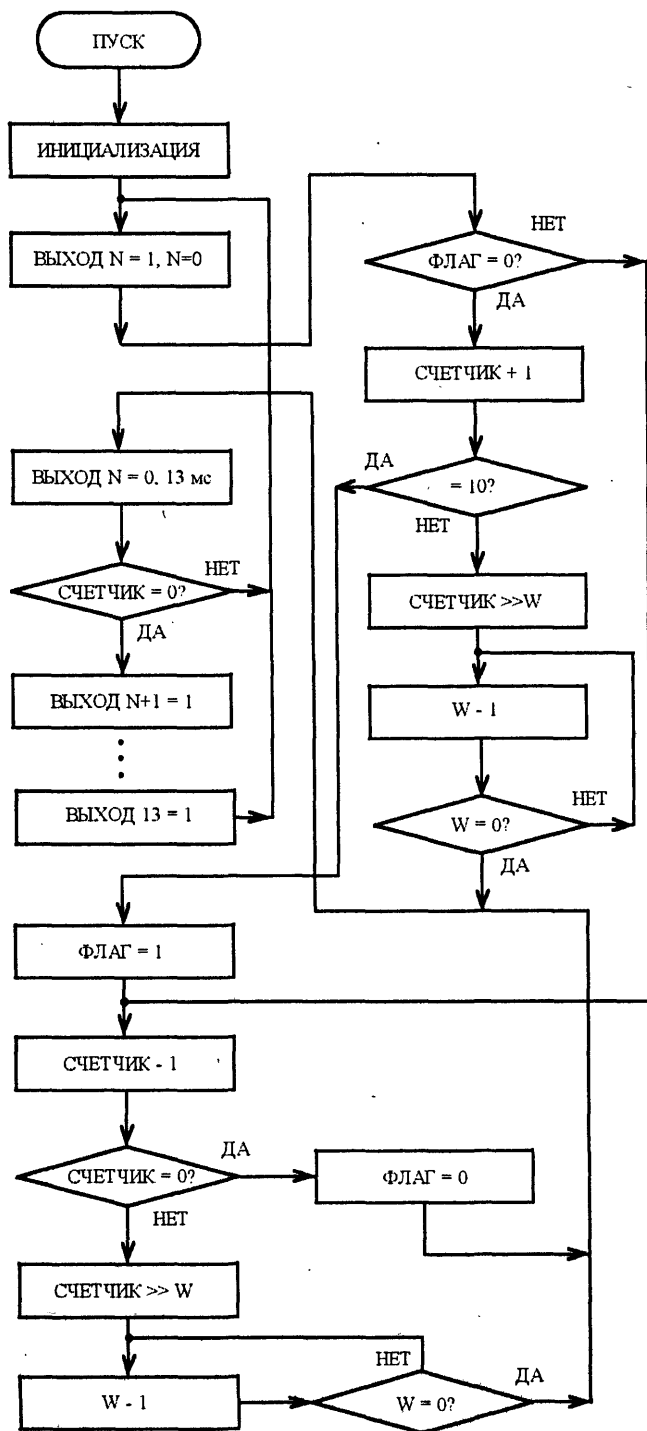 ПУСК
ИНИЦИАЛИЗАЦИЯ
ВЫХОД N = 1, N=0
ФЛАГ = 0?
НЕТ
ДА
СЧЕТЧИК + 1
= 10?
ДА
НЕТ
СЧЕТЧИК >>W
W - 1
W = 0?
НЕТ
ДА
ВЫХОД N = 0. 13 мс
СЧЕТЧИК = 0?
НЕТ
ДА
ВЫХОД N+1 = 1
ВЫХОД 13 = 1
ФЛАГ = 1
СЧЕТЧИК - 1
СЧЕТЧИК = 0?
ДА
НЕТ
ФЛАГ = 0
СЧЕТЧИК >> W
W - 1
W = 0?
НЕТ
ДА